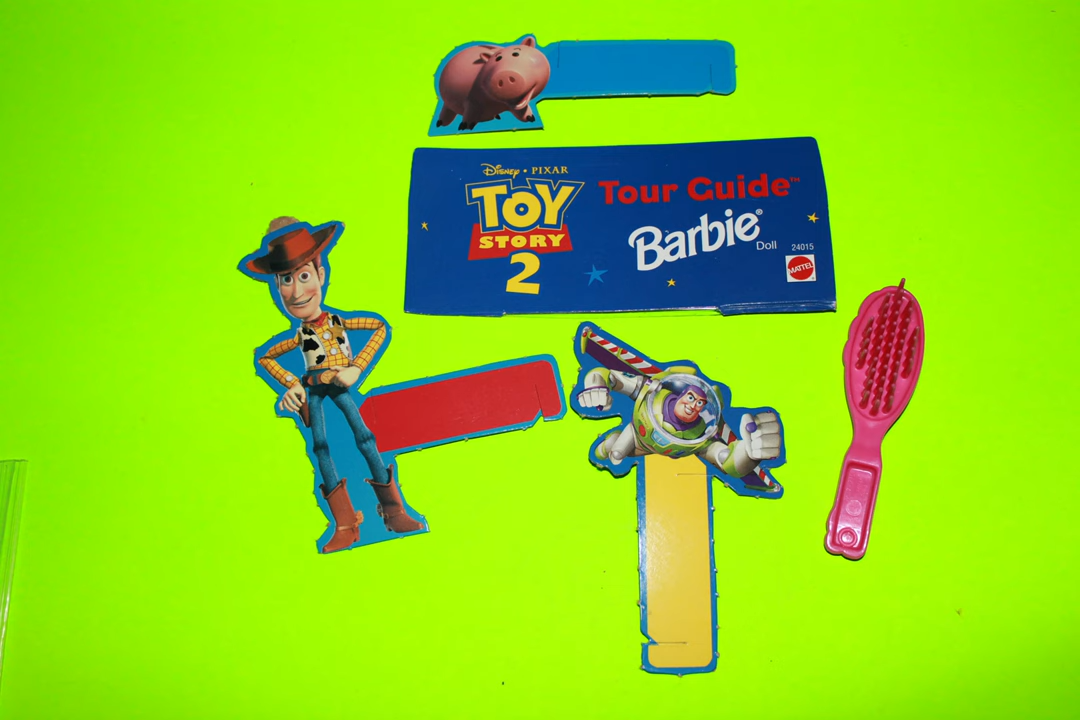 Disney · PIXAR
TOY
STORY
2
Tour Guide™
Barbie®
Doll
24015
MATTEL